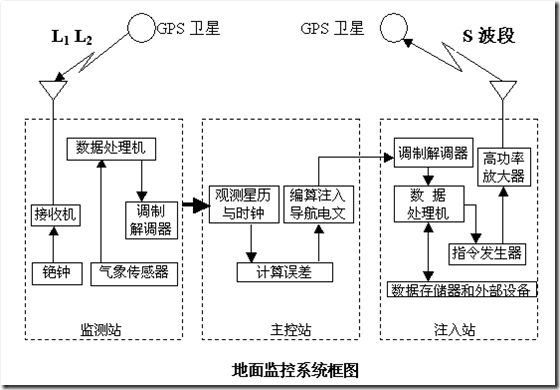 L1 L2
GPS 卫星
GPS 卫星
S 波段
数据处理机
接收机
调制
解调器
铯钟
气象传感器
监测站
观测星历
与时钟
编算注入
导航电文
计算误差
主控站
调制解调器
高功率
放大器
数 据
处理机
指令发生器
数据存储器和外部设备
注入站
地面监控系统框图